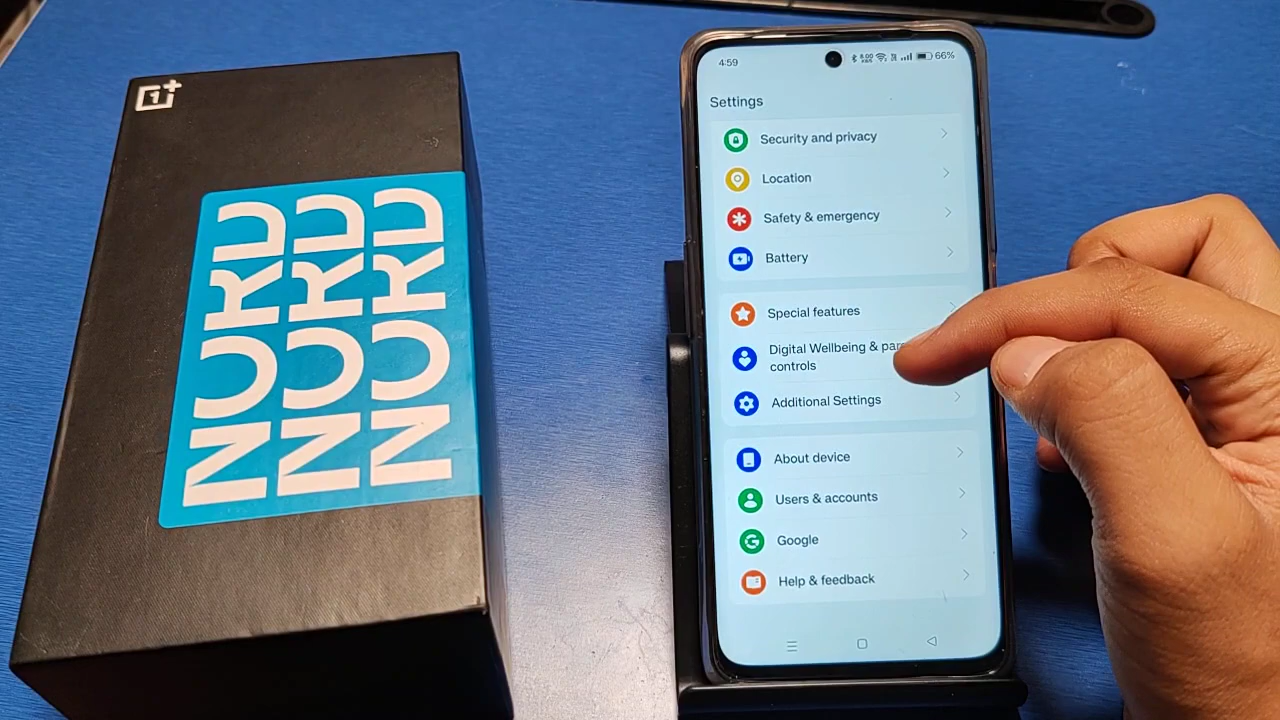 1+
NORD
NORD
NORD
4:59
66%
Settings
Security and privacy
Location
Safety & emergency
Battery
Special features
Digital Wellbeing &
controls
Additional Settings
About device
Users & accounts
Google
Help & feedback